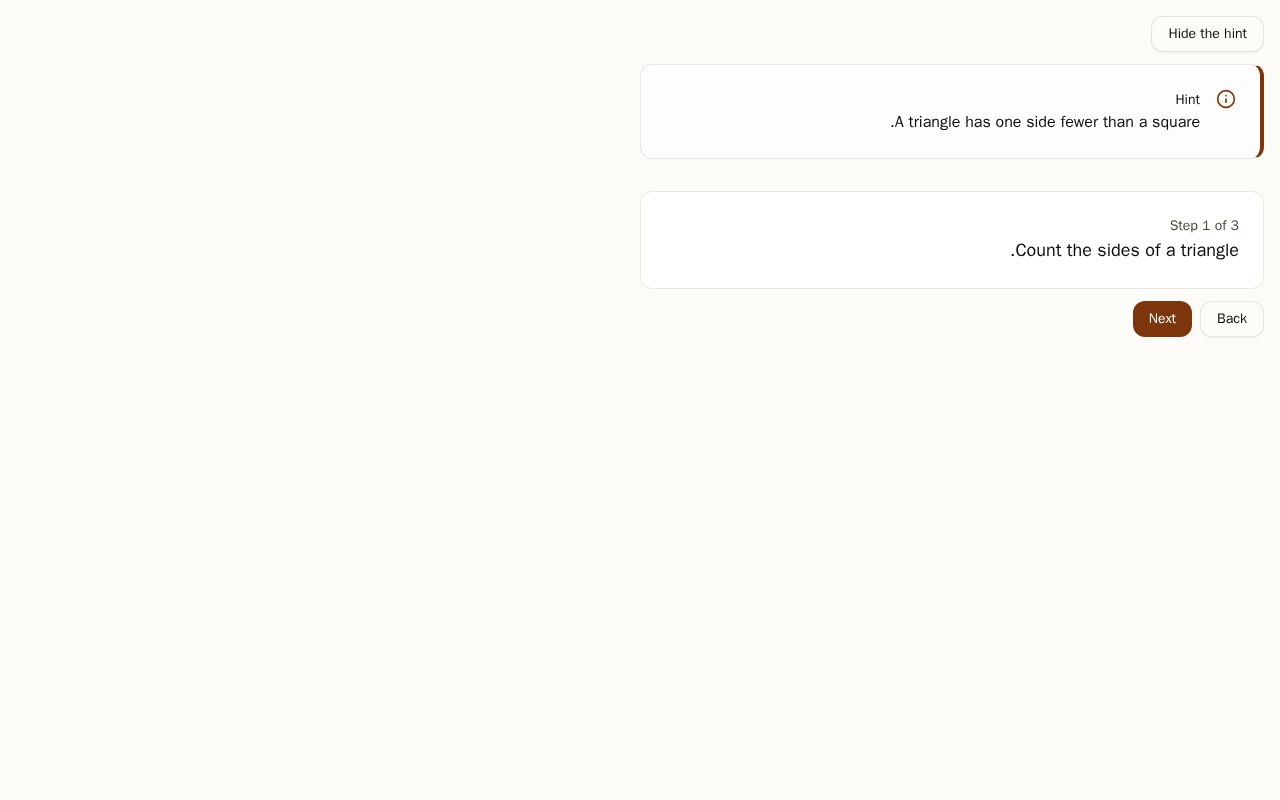 Hide the hint
Hint
.A triangle has one side fewer than a square
Step 1 of 3
.Count the sides of a triangle
Back
Next